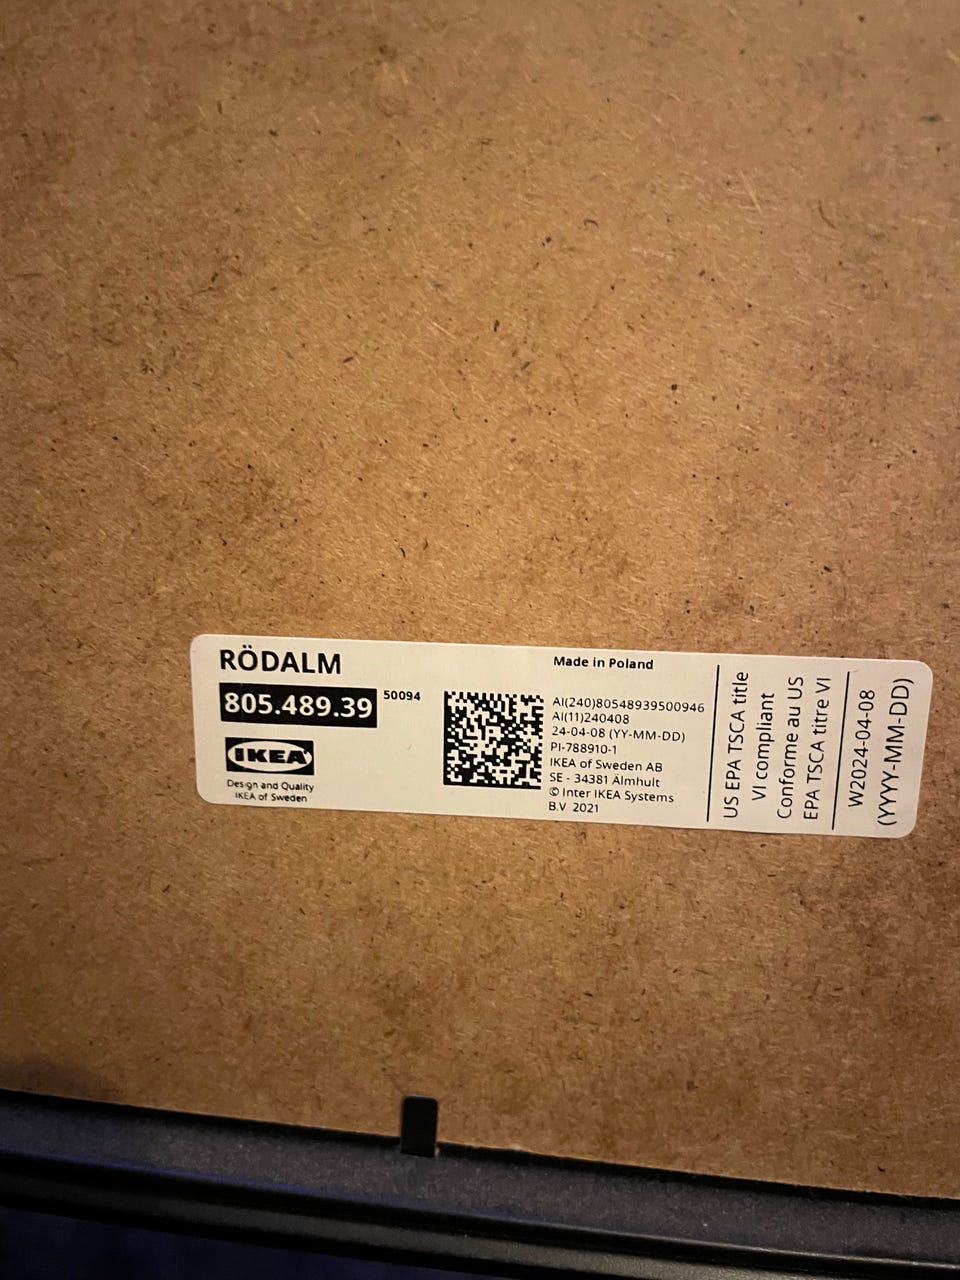 RÖDALM
805.489.39
50094
IKEA
Design and Quality
IKEA of Sweden
Made in Poland
AI(240)80548939500946
AI(11)240408
24-04-08 (YY-MM-DD)
PI-788910-1
IKEA of Sweden AB
SE - 34381 Älmhult
© Inter IKEA Systems
B.V 2021
US EPA TSCA title
VI compliant
Conforme au US
EPA TSCA titre VI
W2024-04-08
(YYYY-MM-DD)